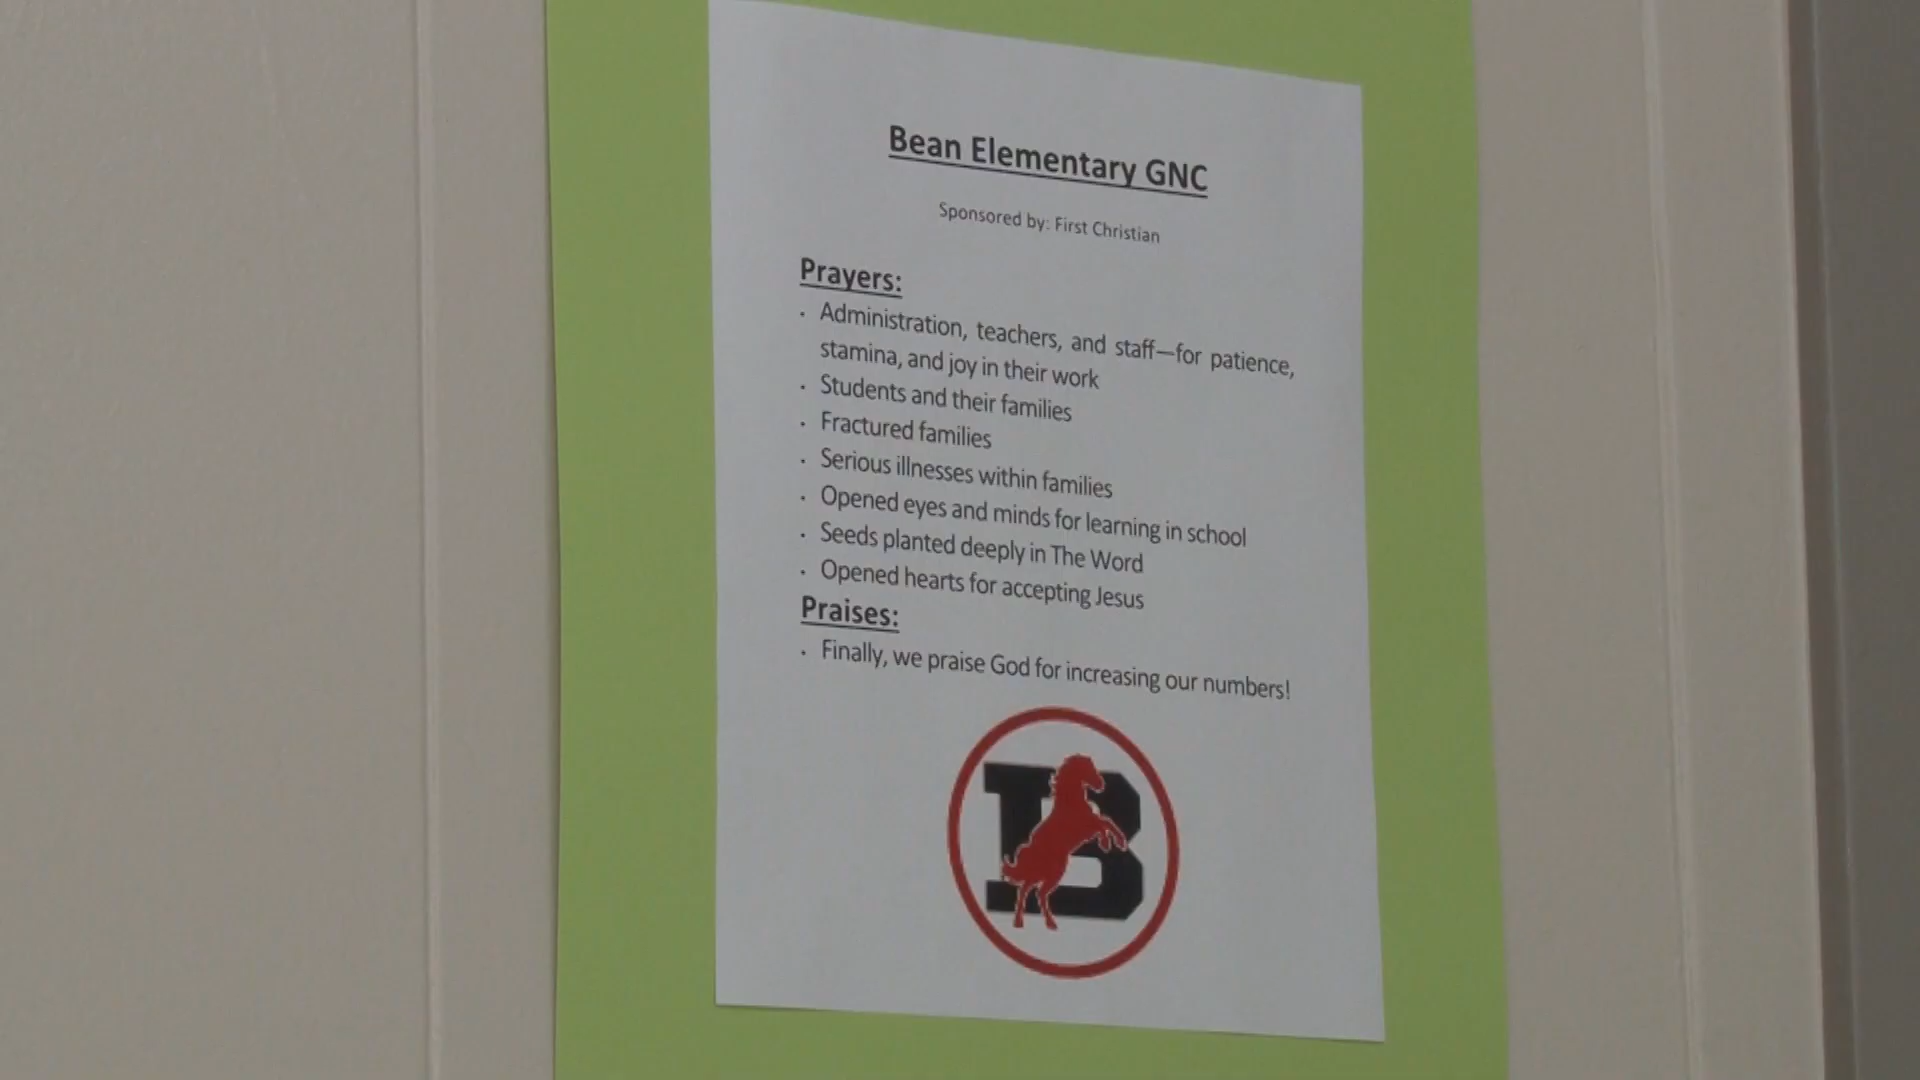 Bean Elementary GNC
Sponsored by: First Christian
Prayers:
· Administration, teachers, and staff—for patience,
stamina, and joy in their work
· Students and their families
· Fractured families
· Serious illnesses within families
· Opened eyes and minds for learning in school
· Seeds planted deeply in The Word
· Opened hearts for accepting Jesus
Praises:
· Finally, we praise God for increasing our numbers!
B